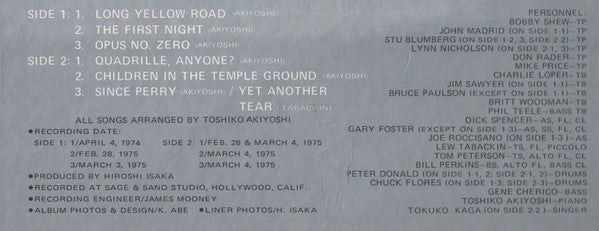 SIDE 1: 1. LONG YELLOW ROAD (AKIYOSHI)
2. THE FIRST NIGHT (AKIYOSHI)
3. OPUS NO. ZERO (AKIYOSHI)
SIDE 2: 1. QUADRILLE, ANYONE? (AKIYOSHI)
2. CHILDREN IN THE TEMPLE GROUND (AKIYOSHI)
3. SINCE PERRY (AKIYOSHI) / YET ANOTHER
TEAR (TABACKIN)
ALL SONGS ARRANGED BY TOSHIKO AKIYOSHI
●RECORDING DATE:
SIDE 1: 1/APRIL 4, 1974 SIDE 2: 1/FEB. 28 & MARCH 4, 1975
2/FEB. 28, 1975 2/MARCH 4, 1975
3/MARCH 3, 1975 3/MARCH 4, 1975
●PRODUCED BY HIROSHI ISAKA
●RECORDED AT SAGE & SAND STUDIO, HOLLYWOOD, CALIF.
●RECORDING ENGINEER/JAMES MOONEY
●ALBUM PHOTOS & DESIGN/K. ABE ●LINER PHOTOS/H. ISAKA
PERSONNEL:
BOBBY SHEW—TP
JOHN MADRID (ON SIDE 1-1)—TP
STU BLUMBERG (ON SIDE 1-2, 3; SIDE 2-2)—TP
LYNN NICHOLSON (ON SIDE 2-1, 3)—TP
DON RADER—TP
MIKE PRICE—TP
CHARLIE LOPER—TB
JIM SAWYER (ON SIDE 1-1)—TB
BRUCE PAULSON (EXCEPT ON SIDE 1-1)—TB
BRITT WOODMAN—TB
PHIL TEELE—BASS TB
DICK SPENCER—AS, FL, CL
GARY FOSTER (EXCEPT ON SIDE 1-3)—AS, SS, FL, CL
JOE ROCCISANO (ON SIDE 1-3)—AS
LEW TABACKIN—TS, FL, PICCOLO
TOM PETERSON—TS, ALTO FL, CL
BILL PERKINS—BS, ALTO FL, BASS CL
PETER DONALD (ON SIDE 1-1, 2; SIDE 2-1, 2)—DRUMS
CHUCK FLORES (ON SIDE 1-3; SIDE 2-3)—DRUMS
GENE CHERICO—BASS
TOSHIKO AKIYOSHI—PIANO
TOKUKO KAGA (ON SIDE 2-2)—SINGER